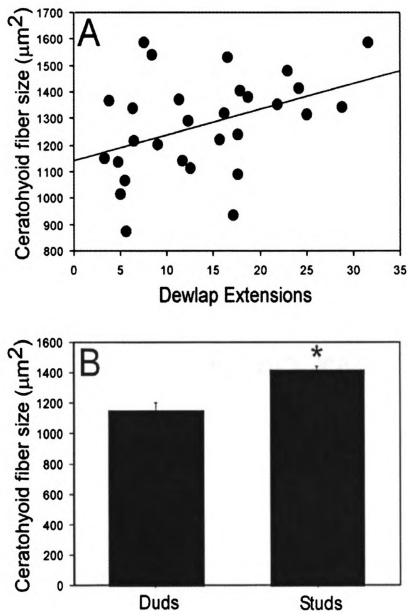 A
Ceratohyoid fiber size (μm²)
1700
1600
1500
1400
1300
1200
1100
1000
900
800
0 5 10 15 20 25 30 35
Dewlap Extensions
B
Ceratohyoid fiber size (μm²)
1600
1400
1200
1000
800
600
400
200
0
*
Duds Studs